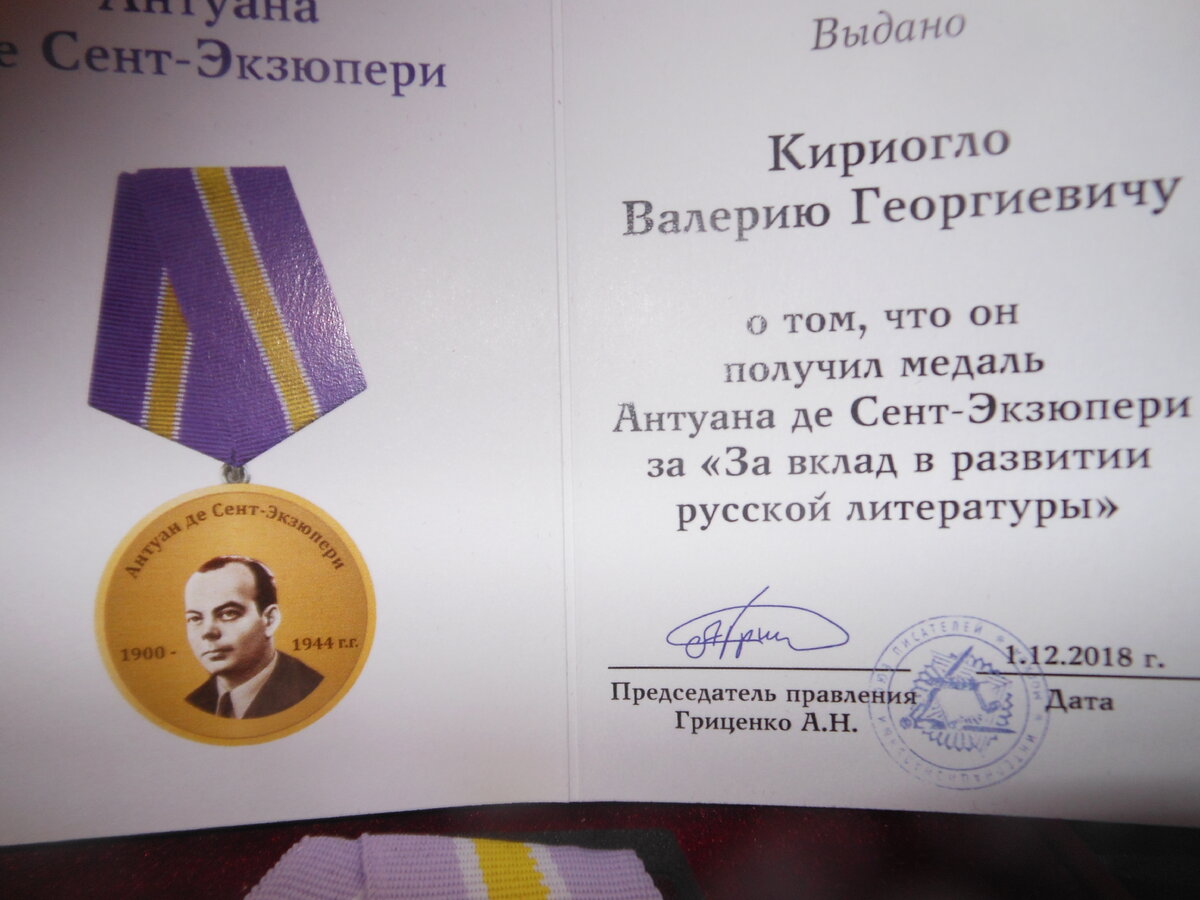 Антуана
е Сент-Экзюпери
Антуан де Сент-Экзюпери
1900 -
1944 г.г.
Выдано
Кириогло
Валерию Георгиевичу
о том, что он
получил медаль
Антуана де Сент-Экзюпери
за «За вклад в развитии
русской литературы»
1.12.2018 г.
Председатель правления
Гриценко А.Н.
Дата
ПИСАТЕЛЕЙ